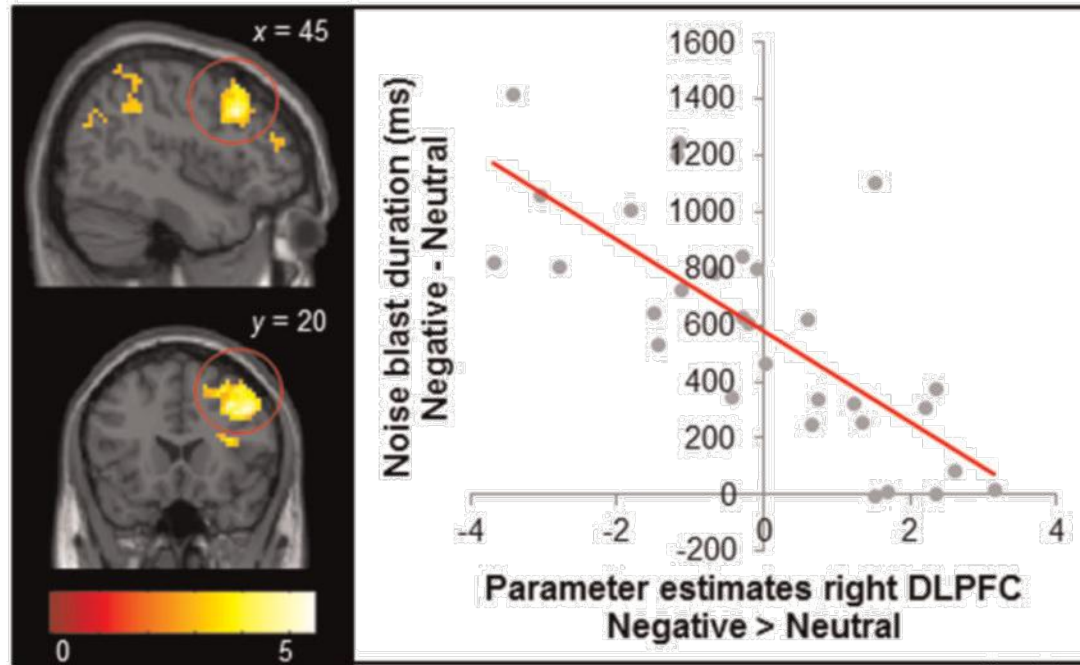 x = 45
y = 20
0
5
Noise blast duration (ms)
Negative - Neutral
1600
1400
1200
1000
800
600
400
200
0
-200
-4
-2
0
2
4
Parameter estimates right DLPFC
Negative > Neutral